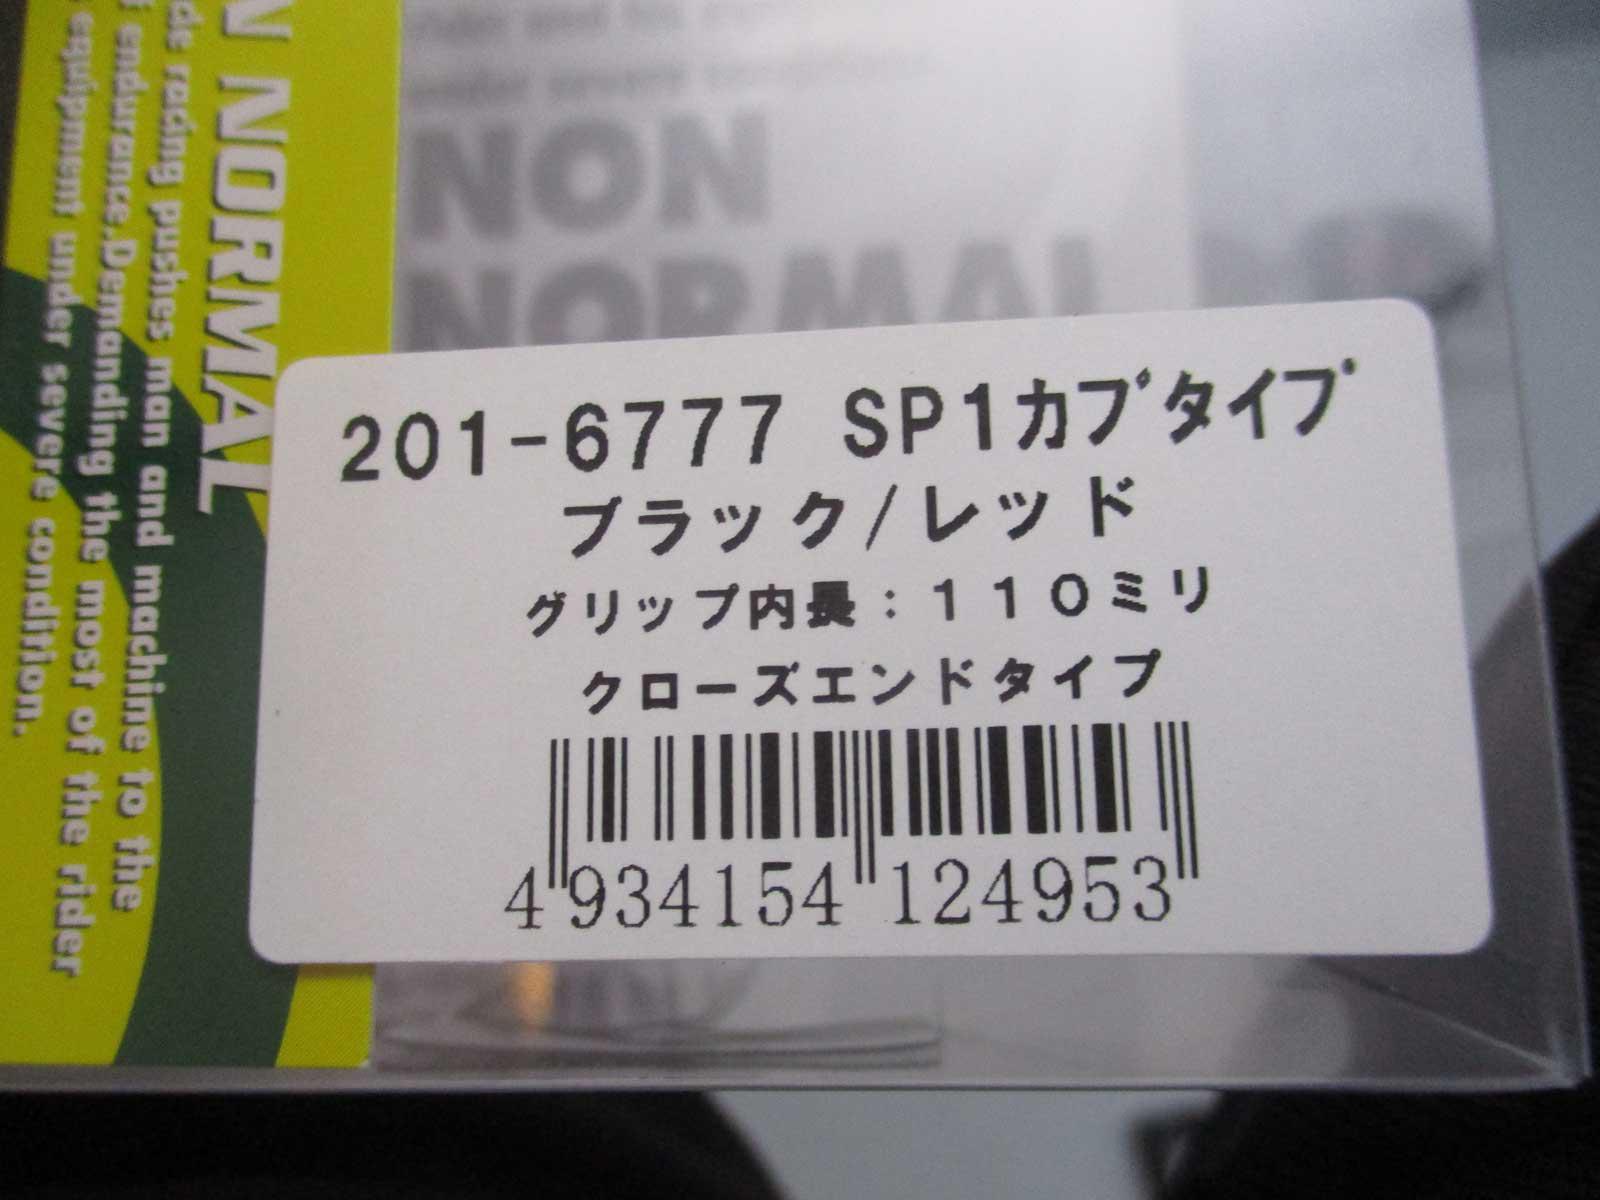 N NORMAL
de racing pushes man and machine to the
f endurance.Demanding the most of the rider
equipment under severe condition.
NON
NORMAL
201-6777 SP1カプタイプ
ブラック/レッド
グリップ内長：110ミリ
クローズエンドタイプ
4 934154 124953